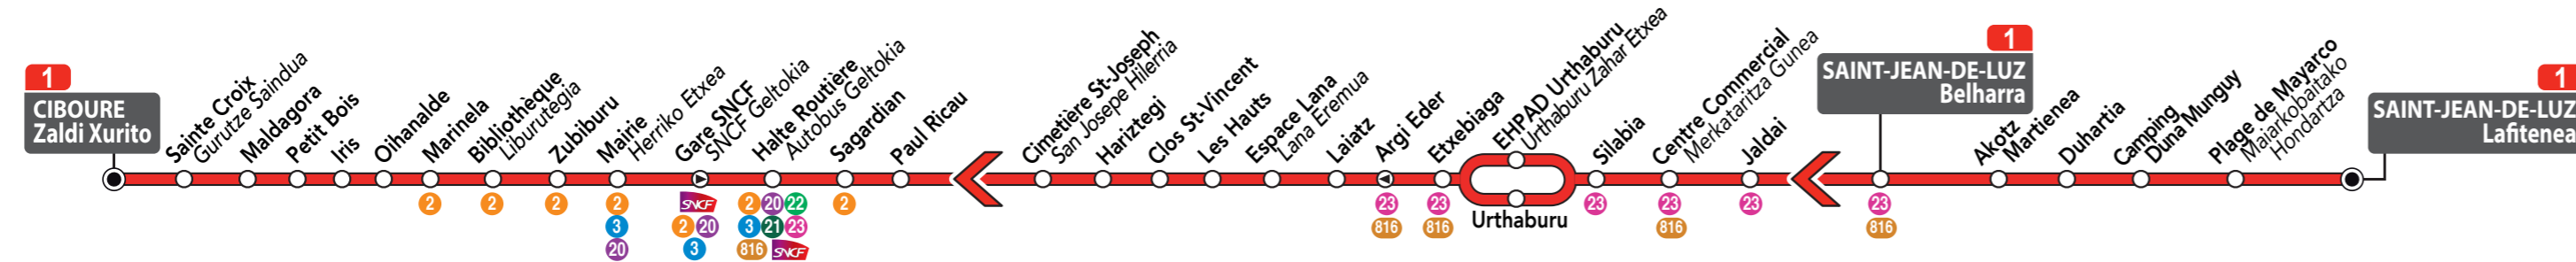 1
CIBOURE
Zaldi Xurito
Sainte Croix
Gurutze Saindua
Maldagora
Petit Bois
Iris
Oihanalde
Marinela
2
Bibliothèque
Liburutegia
2
Zubiburu
2
Mairie
Herriko Etxea
2
3
20
Gare SNCF
SNCF Geltokia
SNCF
2 20
3
Halte Routière
Autobus Geltokia
2 20 22
3 21 23
816 SNCF
Sagardian
2
Paul Ricau
Cimetière St-Joseph
San Josepe Hilerria
Hariztegi
Clos St-Vincent
Les Hauts
Espace Lana
Lana Eremua
Laiatz
Argi Eder
23
816
Etxebiaga
23
816
EHPAD Urthaburu
Urthaburu Zahar Etxea
Urthaburu
Silabia
23
Centre Commercial
Merkataritza Gunea
23
816
Jaldai
23
1
SAINT-JEAN-DE-LUZ
Belharra
23
816
Akotz
Martienea
Duhartia
Camping
Duna Munguy
Plage de Mayarco
Maiarkobaitako
Hondartza
1
SAINT-JEAN-DE-LUZ
Lafitenea